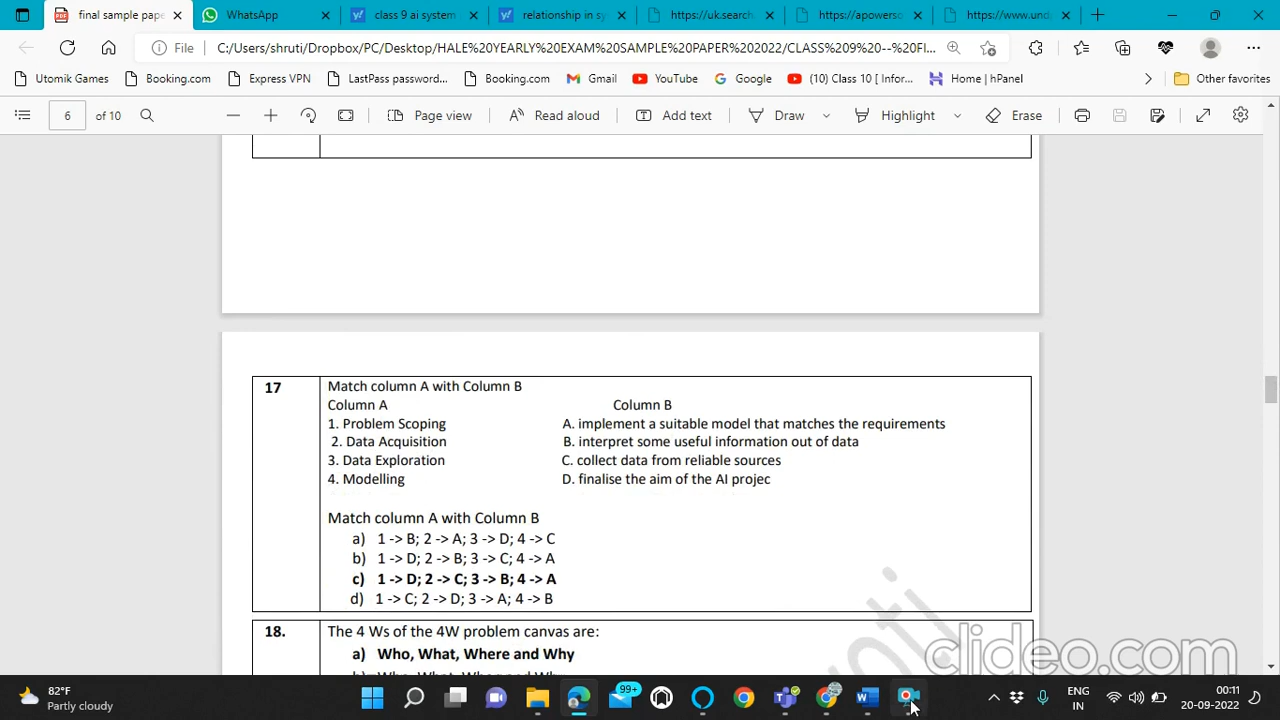 final sample pape
WhatsApp
class 9 ai system
relationship in sy
https://uk.search
https://apowerso
https://www.und
File
C:/Users/shruti/Dropbox/PC/Desktop/HALE%20YEARLY%20EXAM%20SAMPLE%20PAPER%202022/CLASS%209%20--%20FI...
Utomik Games
Booking.com
Express VPN
LastPass password...
Booking.com
Gmail
YouTube
Google
(10) Class 10 [ Infor...
Home | hPanel
Other favorites
6 of 10
Page view
Read aloud
Add text
Draw
Highlight
Erase
17
Match column A with Column B
Column A Column B
1. Problem Scoping A. implement a suitable model that matches the requirements
2. Data Acquisition B. interpret some useful information out of data
3. Data Exploration C. collect data from reliable sources
4. Modelling D. finalise the aim of the AI projec
Match column A with Column B
a) 1 -> B; 2 -> A; 3 -> D; 4 -> C
b) 1 -> D; 2 -> B; 3 -> C; 4 -> A
c) 1 -> D; 2 -> C; 3 -> B; 4 -> A
d) 1 -> C; 2 -> D; 3 -> A; 4 -> B
18. The 4 Ws of the 4W problem canvas are:
a) Who, What, Where and Why
clideo.com
82°F
Partly cloudy
99+
ENG
IN
00:11
20-09-2022